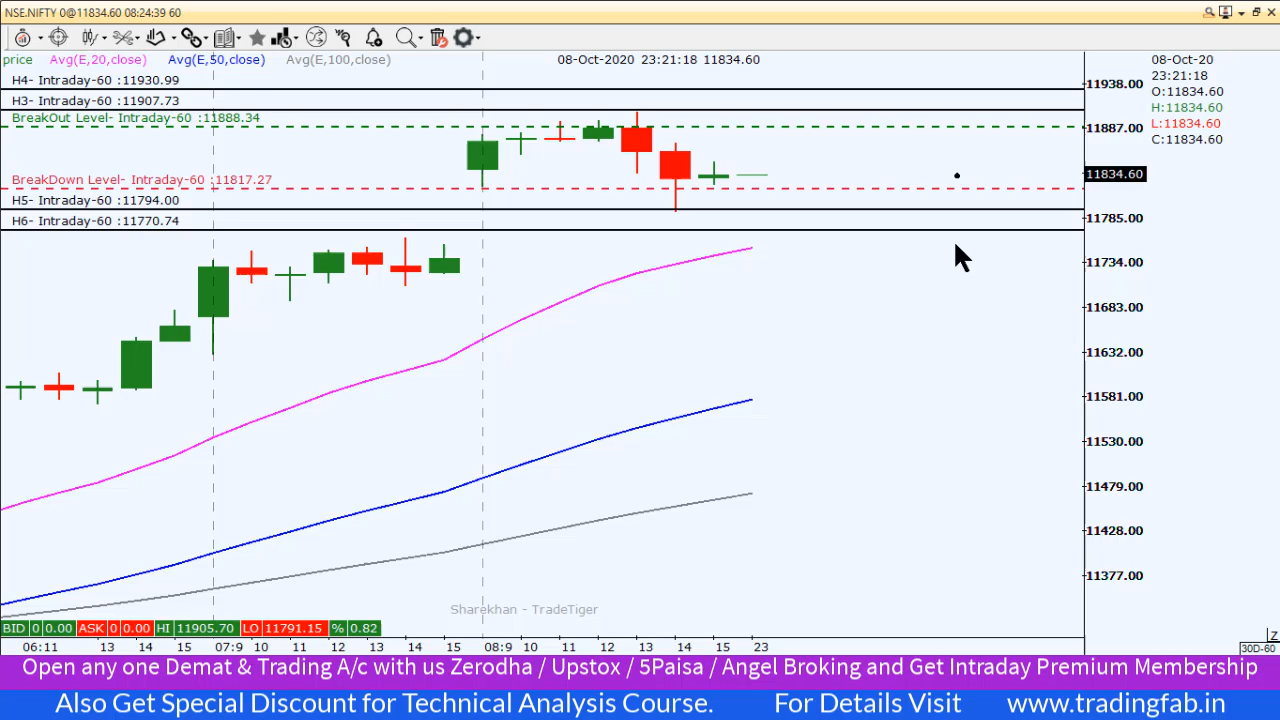 NSE.NIFTY 0@11834.60 08:24:39 60
price Avg(E,20,close) Avg(E,50,close) Avg(E,100,close) 08-Oct-2020 23:21:18 11834.60 08-Oct-20
23:21:18
O:11834.60
H:11834.60
L:11834.60
C:11834.60
H4- Intraday-60 :11930.99
H3- Intraday-60 :11907.73
BreakOut Level- Intraday-60 :11888.34
BreakDown Level- Intraday-60 :11817.27
H5- Intraday-60 :11794.00
H6- Intraday-60 :11770.74
11938.00
11887.00
11834.60
11785.00
11734.00
11683.00
11632.00
11581.00
11530.00
11479.00
11428.00
11377.00
Sharekhan - TradeTiger
BID 0 0.00 ASK 0 0.00 HI 11905.70 LO 11791.15 % 0.82
Z
06:11 13 14 15 07:9 10 11 12 13 14 15 08:9 10 11 12 13 14 15 23 30D-60
Open any one Demat & Trading A/c with us Zerodha / Upstox / 5Paisa / Angel Broking and Get Intraday Premium Membership
Also Get Special Discount for Technical Analysis Course. For Details Visit www.tradingfab.in